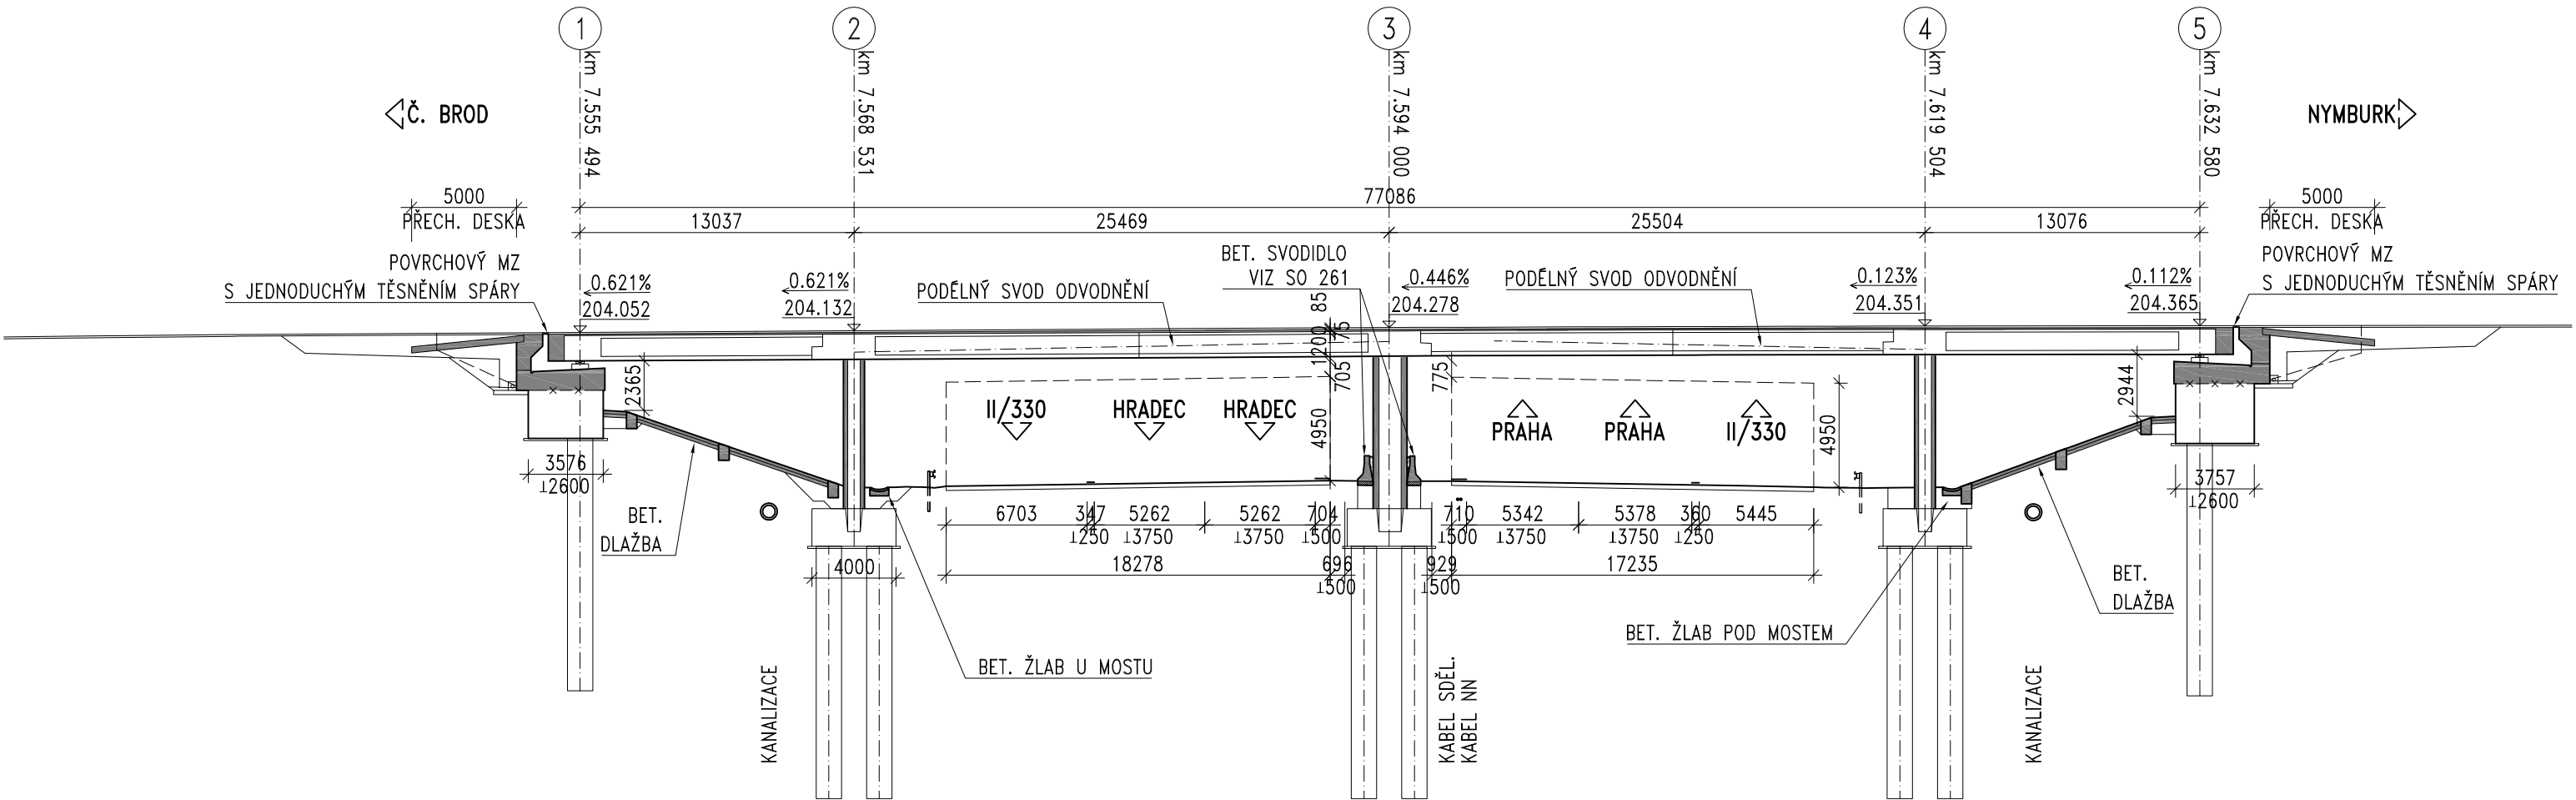 1
2
3
4
5
km 7.555 494
km 7.568 531
km 7.594 000
km 7.619 504
km 7.632 580
Č. BROD
NYMBURK
77086
5000
PŘECH. DESKA
13037
25469
25504
13076
5000
PŘECH. DESKA
POVRCHOVÝ MZ
S JEDNODUCHÝM TĚSNĚNÍM SPÁRY
0.621%
204.052
0.621%
204.132
PODÉLNÝ SVOD ODVODNĚNÍ
BET. SVODIDLO
VIZ SO 261
85
75
1200
705
0.446%
204.278
PODÉLNÝ SVOD ODVODNĚNÍ
0.123%
204.351
0.112%
204.365
POVRCHOVÝ MZ
S JEDNODUCHÝM TĚSNĚNÍM SPÁRY
2365
775
2944
II/330
HRADEC
HRADEC
4950
PRAHA
PRAHA
II/330
4950
3576
⊥2600
3757
⊥2600
BET.
DLAŽBA
6703
347
5262
5262
704
⊥250
⊥3750
⊥3750
⊥500
710
5342
5378
360
5445
⊥500
⊥3750
⊥3750
⊥250
4000
18278
696
⊥500
929
⊥500
17235
BET.
DLAŽBA
BET. ŽLAB U MOSTU
BET. ŽLAB POD MOSTEM
KANALIZACE
KABEL SDĚL.
KABEL NN
KANALIZACE